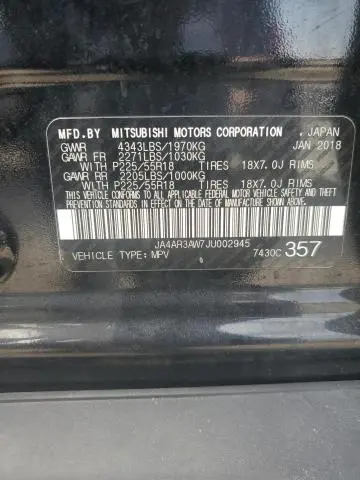 MFD.BY MITSUBISHI MOTORS CORPORATION , JAPAN
GVWR 4343LBS/1970KG JAN 2018
GAWR FR 2271LBS/1030KG
WITH P225/55R18 TIRES 18X7.0J RIMS
GAWR RR 2205LBS/1000KG
WITH P225/55R18 TIRES 18X7.0J RIMS
THIS VEHICLE CONFORMS TO ALL APPLICABLE FEDERAL MOTOR VEHICLE SAFETY, BUMPER, AND THEFT PREVENTION STANDARDS IN EFFECT ON THE DATE OF MANUFACTURE SHOWN ABOVE.
JA4AR3AW7JU002945
VEHICLE TYPE:MPV 7430C 357